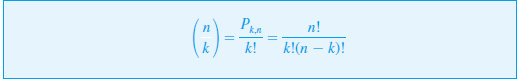 (n / k) = P_{k,n} / k! = n! / k!(n − k)!